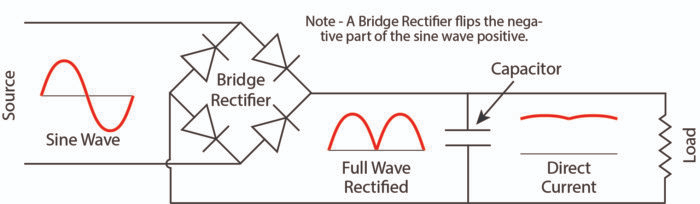 Note - A Bridge Rectifier flips the nega-
tive part of the sine wave positive.
Source
Sine Wave
Bridge
Rectifier
Capacitor
Full Wave
Rectified
Direct
Current
Load